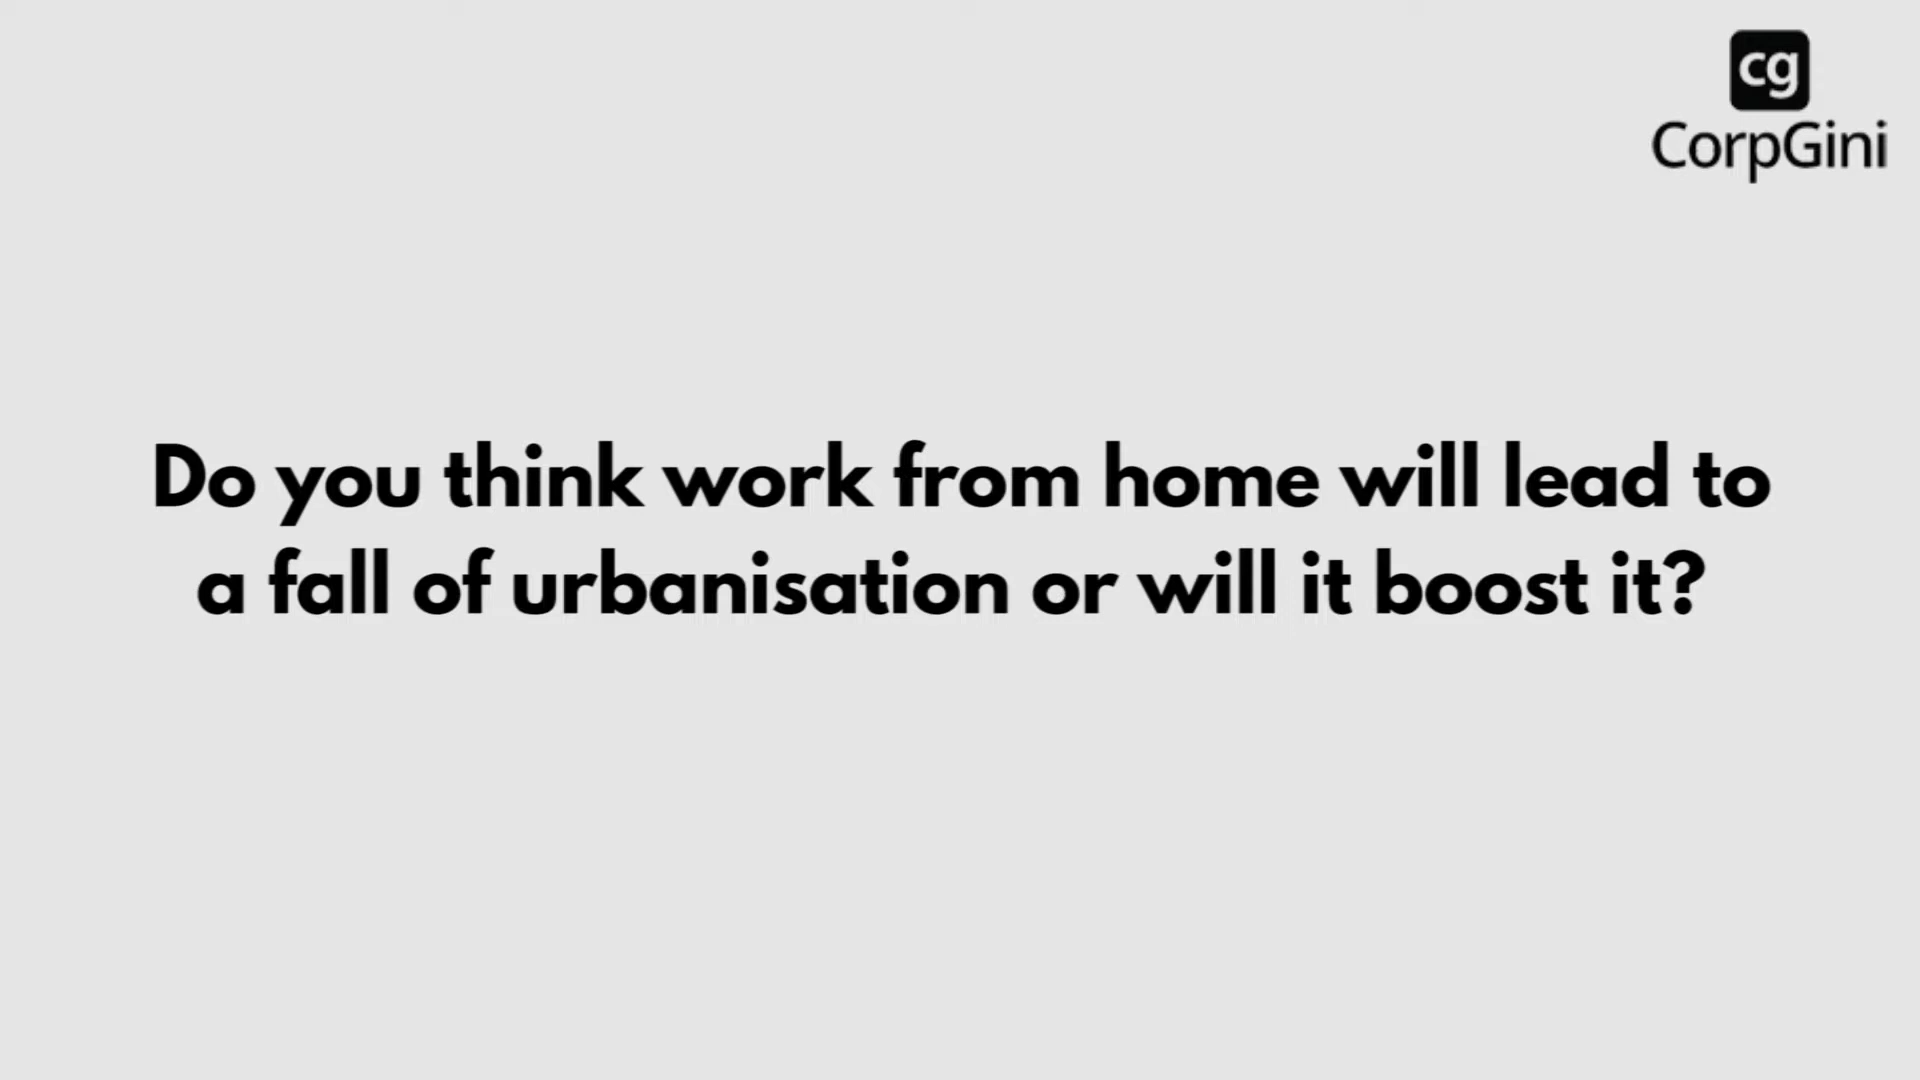 cg
CorpGini
Do you think work from home will lead to
a fall of urbanisation or will it boost it?